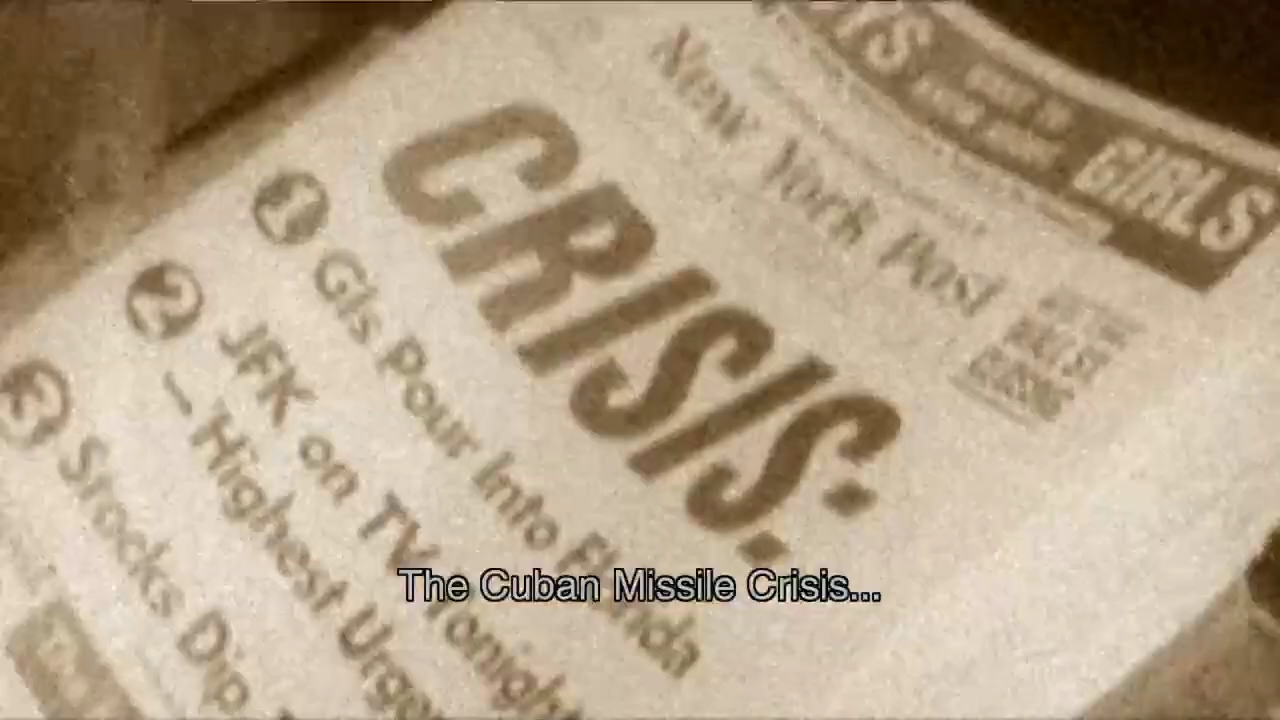 GIRLS
New York Post
CRISIS:
1 GIs Pour Into Florida
2 JFK on TV Tonight
– 'Highest Urge
3 Stocks Dip
The Cuban Missile Crisis...